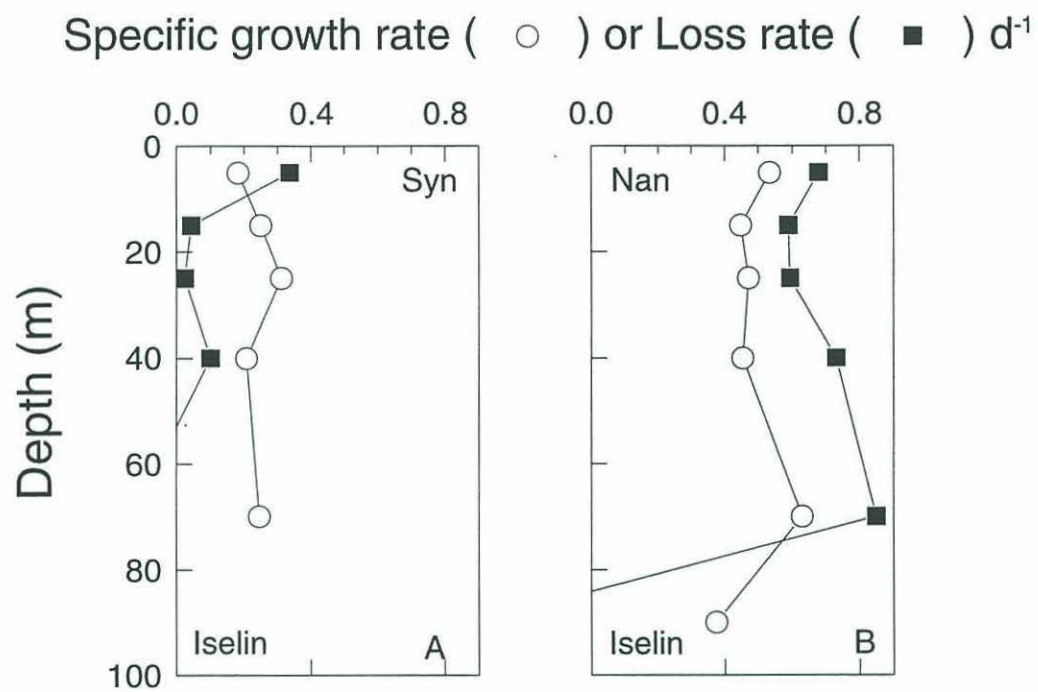 Specific growth rate ( ○ ) or Loss rate ( ■ ) d-1
0.0 0.4 0.8 0.0 0.4 0.8
0
Syn Nan
20
40
60
80
100
Depth (m)
Iselin A Iselin B